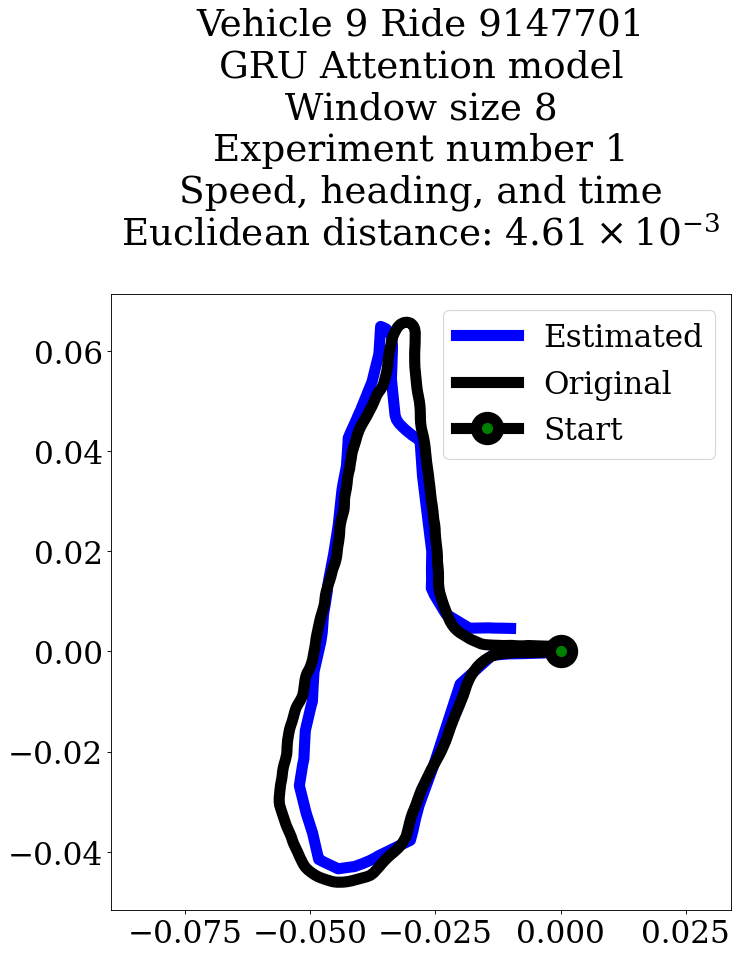 Vehicle 9 Ride 9147701
GRU Attention model
Window size 8
Experiment number 1
Speed, heading, and time
Euclidean distance: 4.61 × 10⁻³
Estimated
Original
Start
0.06
0.04
0.02
0.00
−0.02
−0.04
−0.075 −0.050 −0.025 0.000 0.025